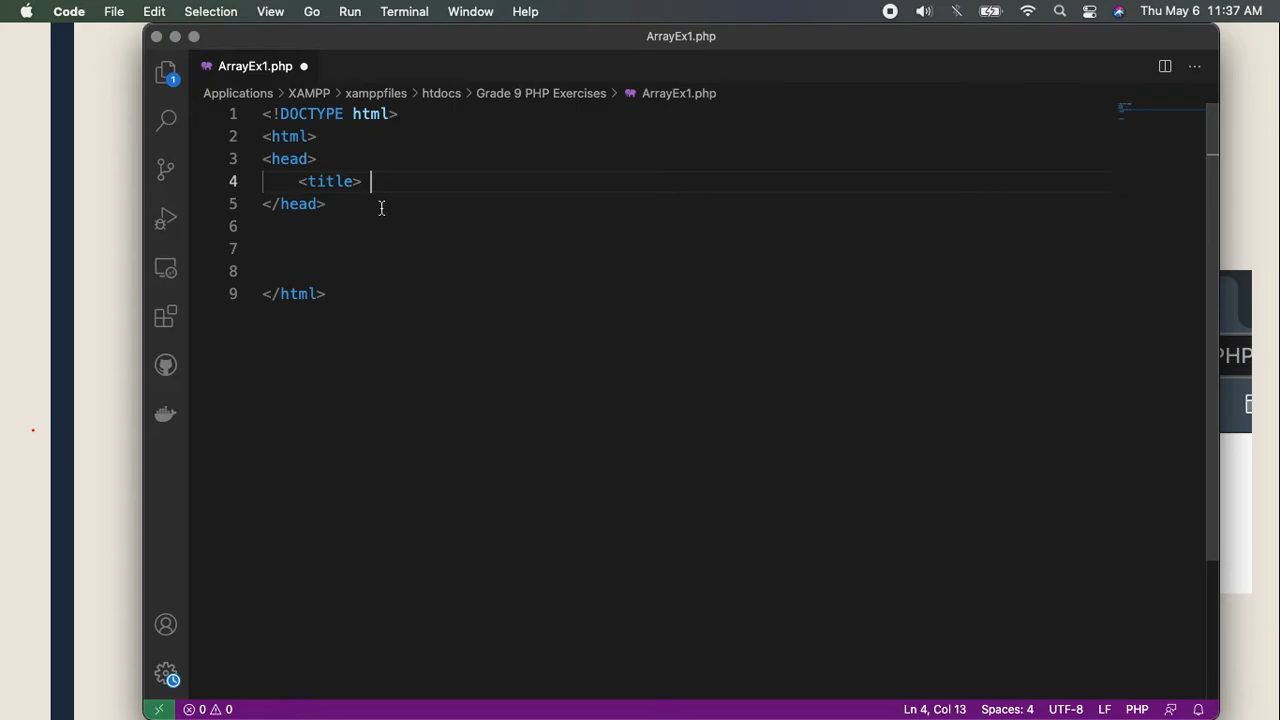 Code File Edit Selection View Go Run Terminal Window Help Thu May 6 11:37 AM
ArrayEx1.php
ArrayEx1.php
1
Applications > XAMPP > xamppfiles > htdocs > Grade 9 PHP Exercises > ArrayEx1.php
1 <!DOCTYPE html>
2 <html>
3 <head>
4 <title>
5 </head>
6
7
8
9 </html>
PHP
0 0 Ln 4, Col 13 Spaces: 4 UTF-8 LF PHP